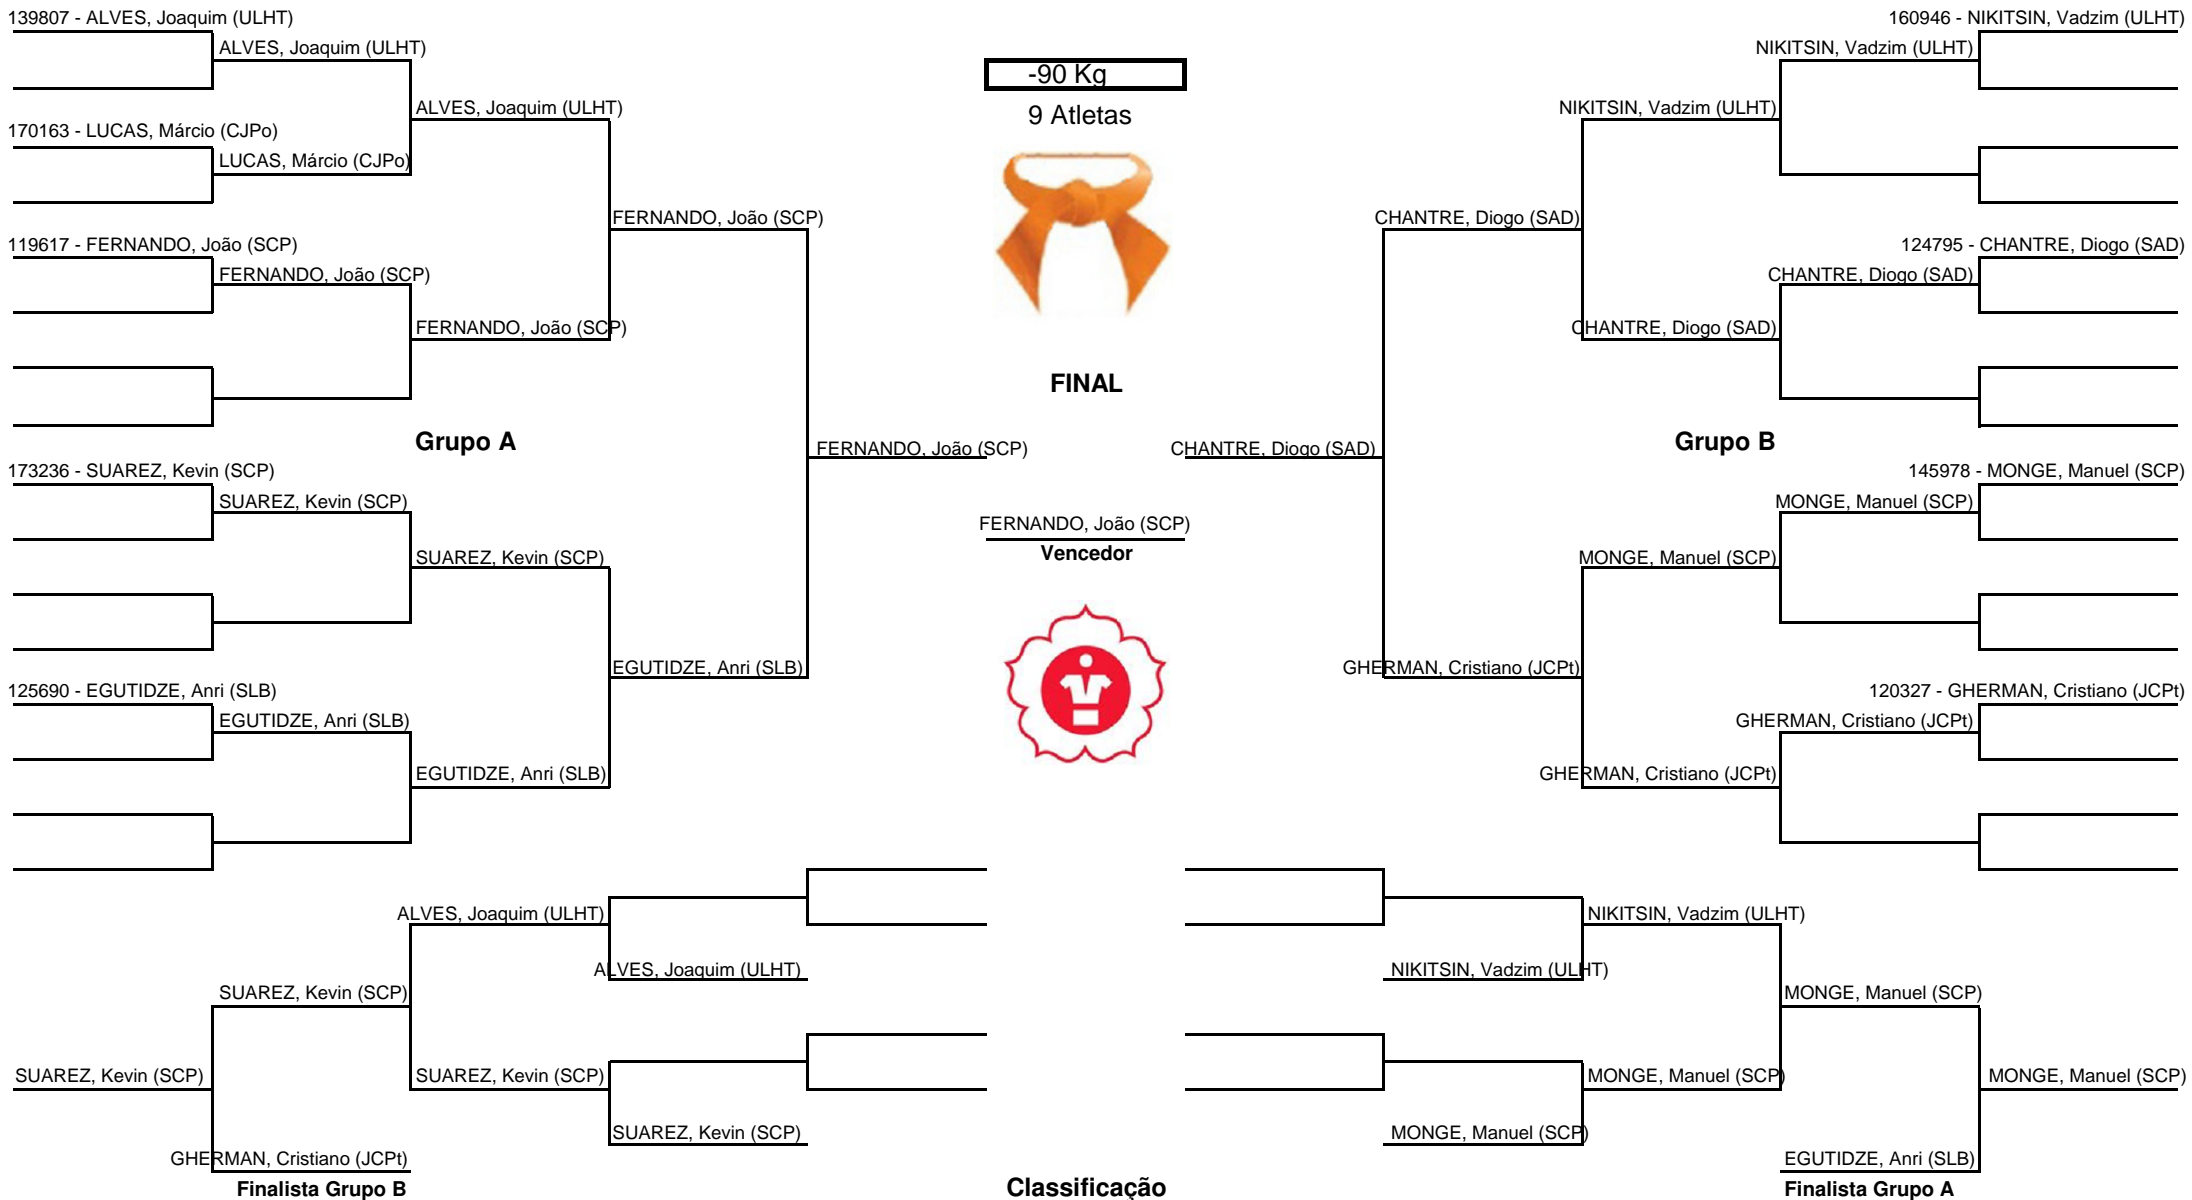 139807 - ALVES, Joaquim (ULHT)
160946 - NIKITSIN, Vadzim (ULHT)
ALVES, Joaquim (ULHT)
NIKITSIN, Vadzim (ULHT)
-90 Kg
ALVES, Joaquim (ULHT)
9 Atletas
NIKITSIN, Vadzim (ULHT)
170163 - LUCAS, Márcio (CJPo)
LUCAS, Márcio (CJPo)
FERNANDO, João (SCP)
CHANTRE, Diogo (SAD)
119617 - FERNANDO, João (SCP)
124795 - CHANTRE, Diogo (SAD)
FERNANDO, João (SCP)
CHANTRE, Diogo (SAD)
FERNANDO, João (SCP)
CHANTRE, Diogo (SAD)
FINAL
Grupo A
Grupo B
FERNANDO, João (SCP)
CHANTRE, Diogo (SAD)
173236 - SUAREZ, Kevin (SCP)
145978 - MONGE, Manuel (SCP)
SUAREZ, Kevin (SCP)
MONGE, Manuel (SCP)
FERNANDO, João (SCP)
Vencedor
SUAREZ, Kevin (SCP)
MONGE, Manuel (SCP)
EGUTIDZE, Anri (SLB)
GHERMAN, Cristiano (JCPt)
125690 - EGUTIDZE, Anri (SLB)
120327 - GHERMAN, Cristiano (JCPt)
EGUTIDZE, Anri (SLB)
GHERMAN, Cristiano (JCPt)
EGUTIDZE, Anri (SLB)
GHERMAN, Cristiano (JCPt)
ALVES, Joaquim (ULHT)
NIKITSIN, Vadzim (ULHT)
ALVES, Joaquim (ULHT)
NIKITSIN, Vadzim (ULHT)
SUAREZ, Kevin (SCP)
MONGE, Manuel (SCP)
SUAREZ, Kevin (SCP)
SUAREZ, Kevin (SCP)
MONGE, Manuel (SCP)
MONGE, Manuel (SCP)
SUAREZ, Kevin (SCP)
MONGE, Manuel (SCP)
GHERMAN, Cristiano (JCPt)
EGUTIDZE, Anri (SLB)
Finalista Grupo B
Classificação
Finalista Grupo A